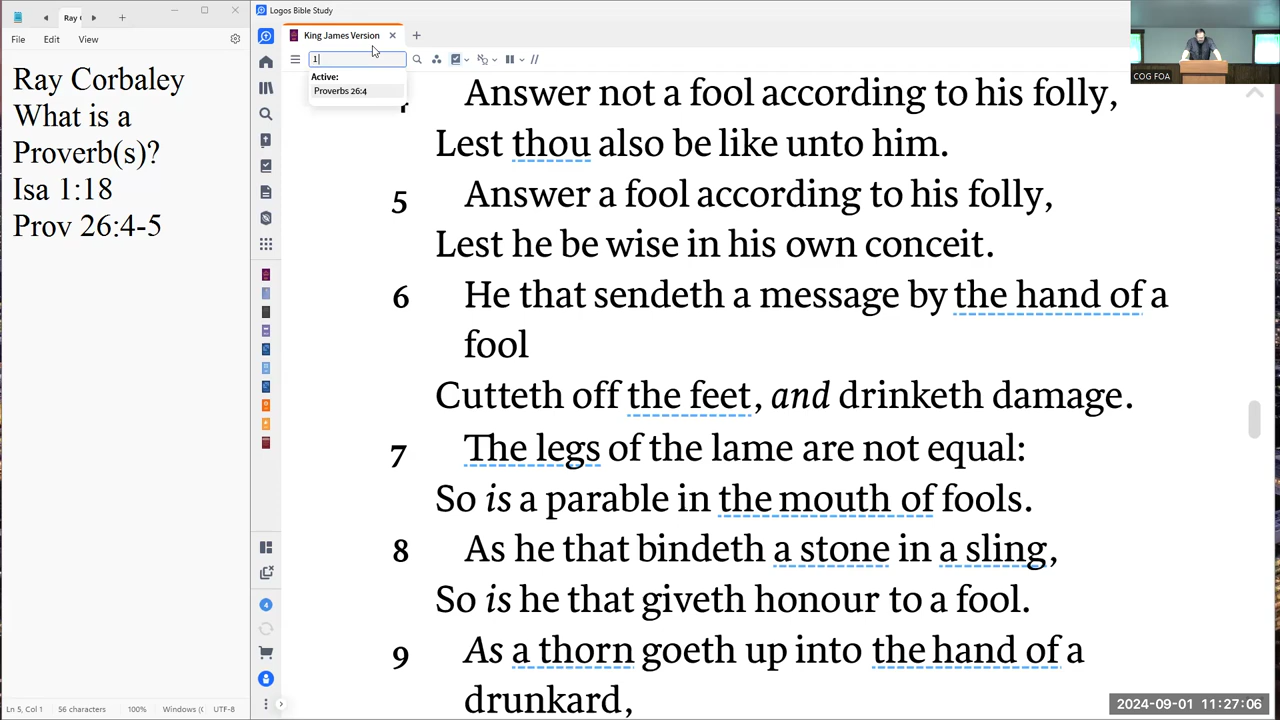 Ray C
File
Edit
View
Ray Corbaley
What is a
Proverb(s)?
Isa 1:18
Prov 26:4-5
Ln 5, Col 1
56 characters
100%
Windows (C
UTF-8
Logos Bible Study
King James Version
1
Active:
Proverbs 26:4
4
COG FOA
Answer not a fool according to his folly,
Lest thou also be like unto him.
5 Answer a fool according to his folly,
Lest he be wise in his own conceit.
6 He that sendeth a message by the hand of a
fool
Cutteth off the feet, and drinketh damage.
7 The legs of the lame are not equal:
So is a parable in the mouth of fools.
8 As he that bindeth a stone in a sling,
So is he that giveth honour to a fool.
9 As a thorn goeth up into the hand of a
drunkard,
2024-09-01 11:27:06